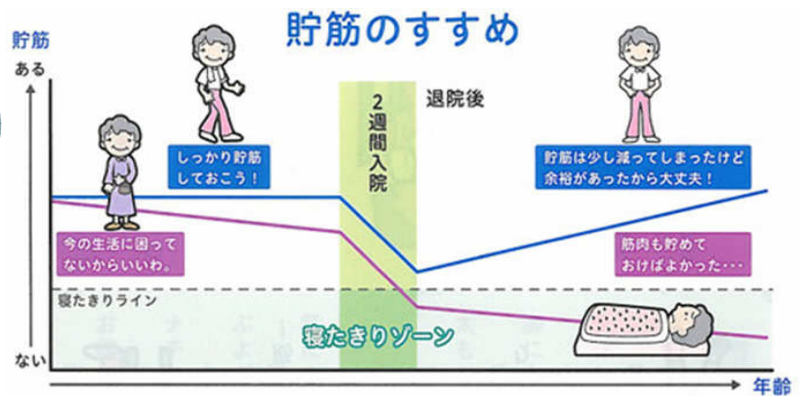 貯筋のすすめ
貯筋
ある
2週間入院
退院後
しっかり貯筋
しておこう！
貯筋は少し減ってしまったけど
余裕があったから大丈夫！
今の生活に困って
ないからいいわ。
筋肉も貯めて
おけばよかった・・・
寝たきりライン
寝たきりゾーン
ない
年齢